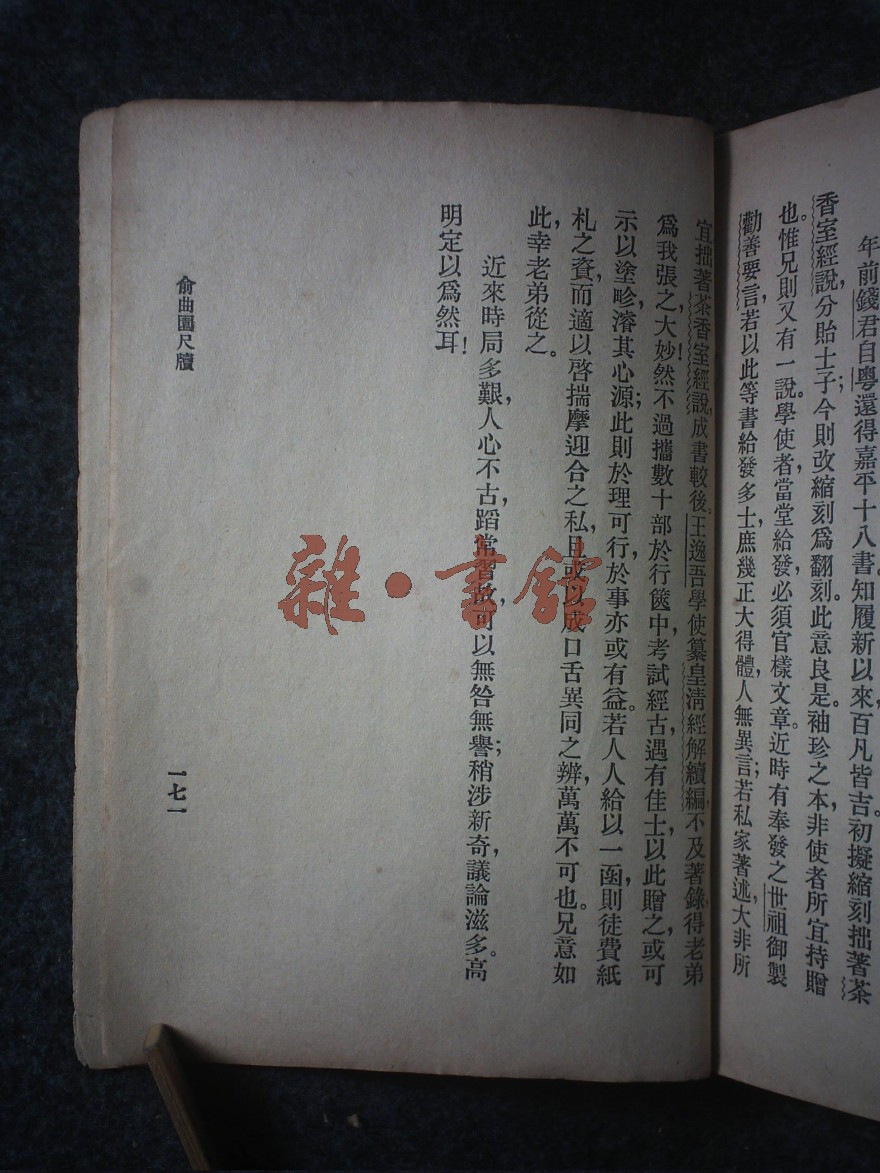 年前錢君自粵還得嘉平十八書。知履新以來，百凡皆吉。初擬縮刻拙著茶
香室經說，分貽士子；今則改縮刻爲翻刻。此意良是。袖珍之本，非使者所宜持贈
也。惟兄則又有一說。學使者當堂給發，必須官樣文章。近時有奉發之世祖御製
勸善要言，若以此等書給發多士，庶幾正大得體，人無異言；若私家著述，大非所
宜。拙著茶香室經說，成書較後。王逸吾學使纂皇淸經解續編，不及著錄，得老弟
爲我張之，大妙！然不過攜數十部於行篋中，考試經古，遇有佳士，以此贈之，或可
示以塗畛，濬其心源；此則於理可行，於事亦或有益。若人人給以一函，則徒費紙
札之資，而適以啓揣摩迎合之私，且或以成口舌異同之辨，萬萬不可也。兄意如
此，幸老弟從之。
近來時局多艱，人心不古，蹈常習故，可以無咎無譽；稍涉新奇，議論滋多。高
明定以爲然耳！
俞曲園尺牘
一七一
雜·書館